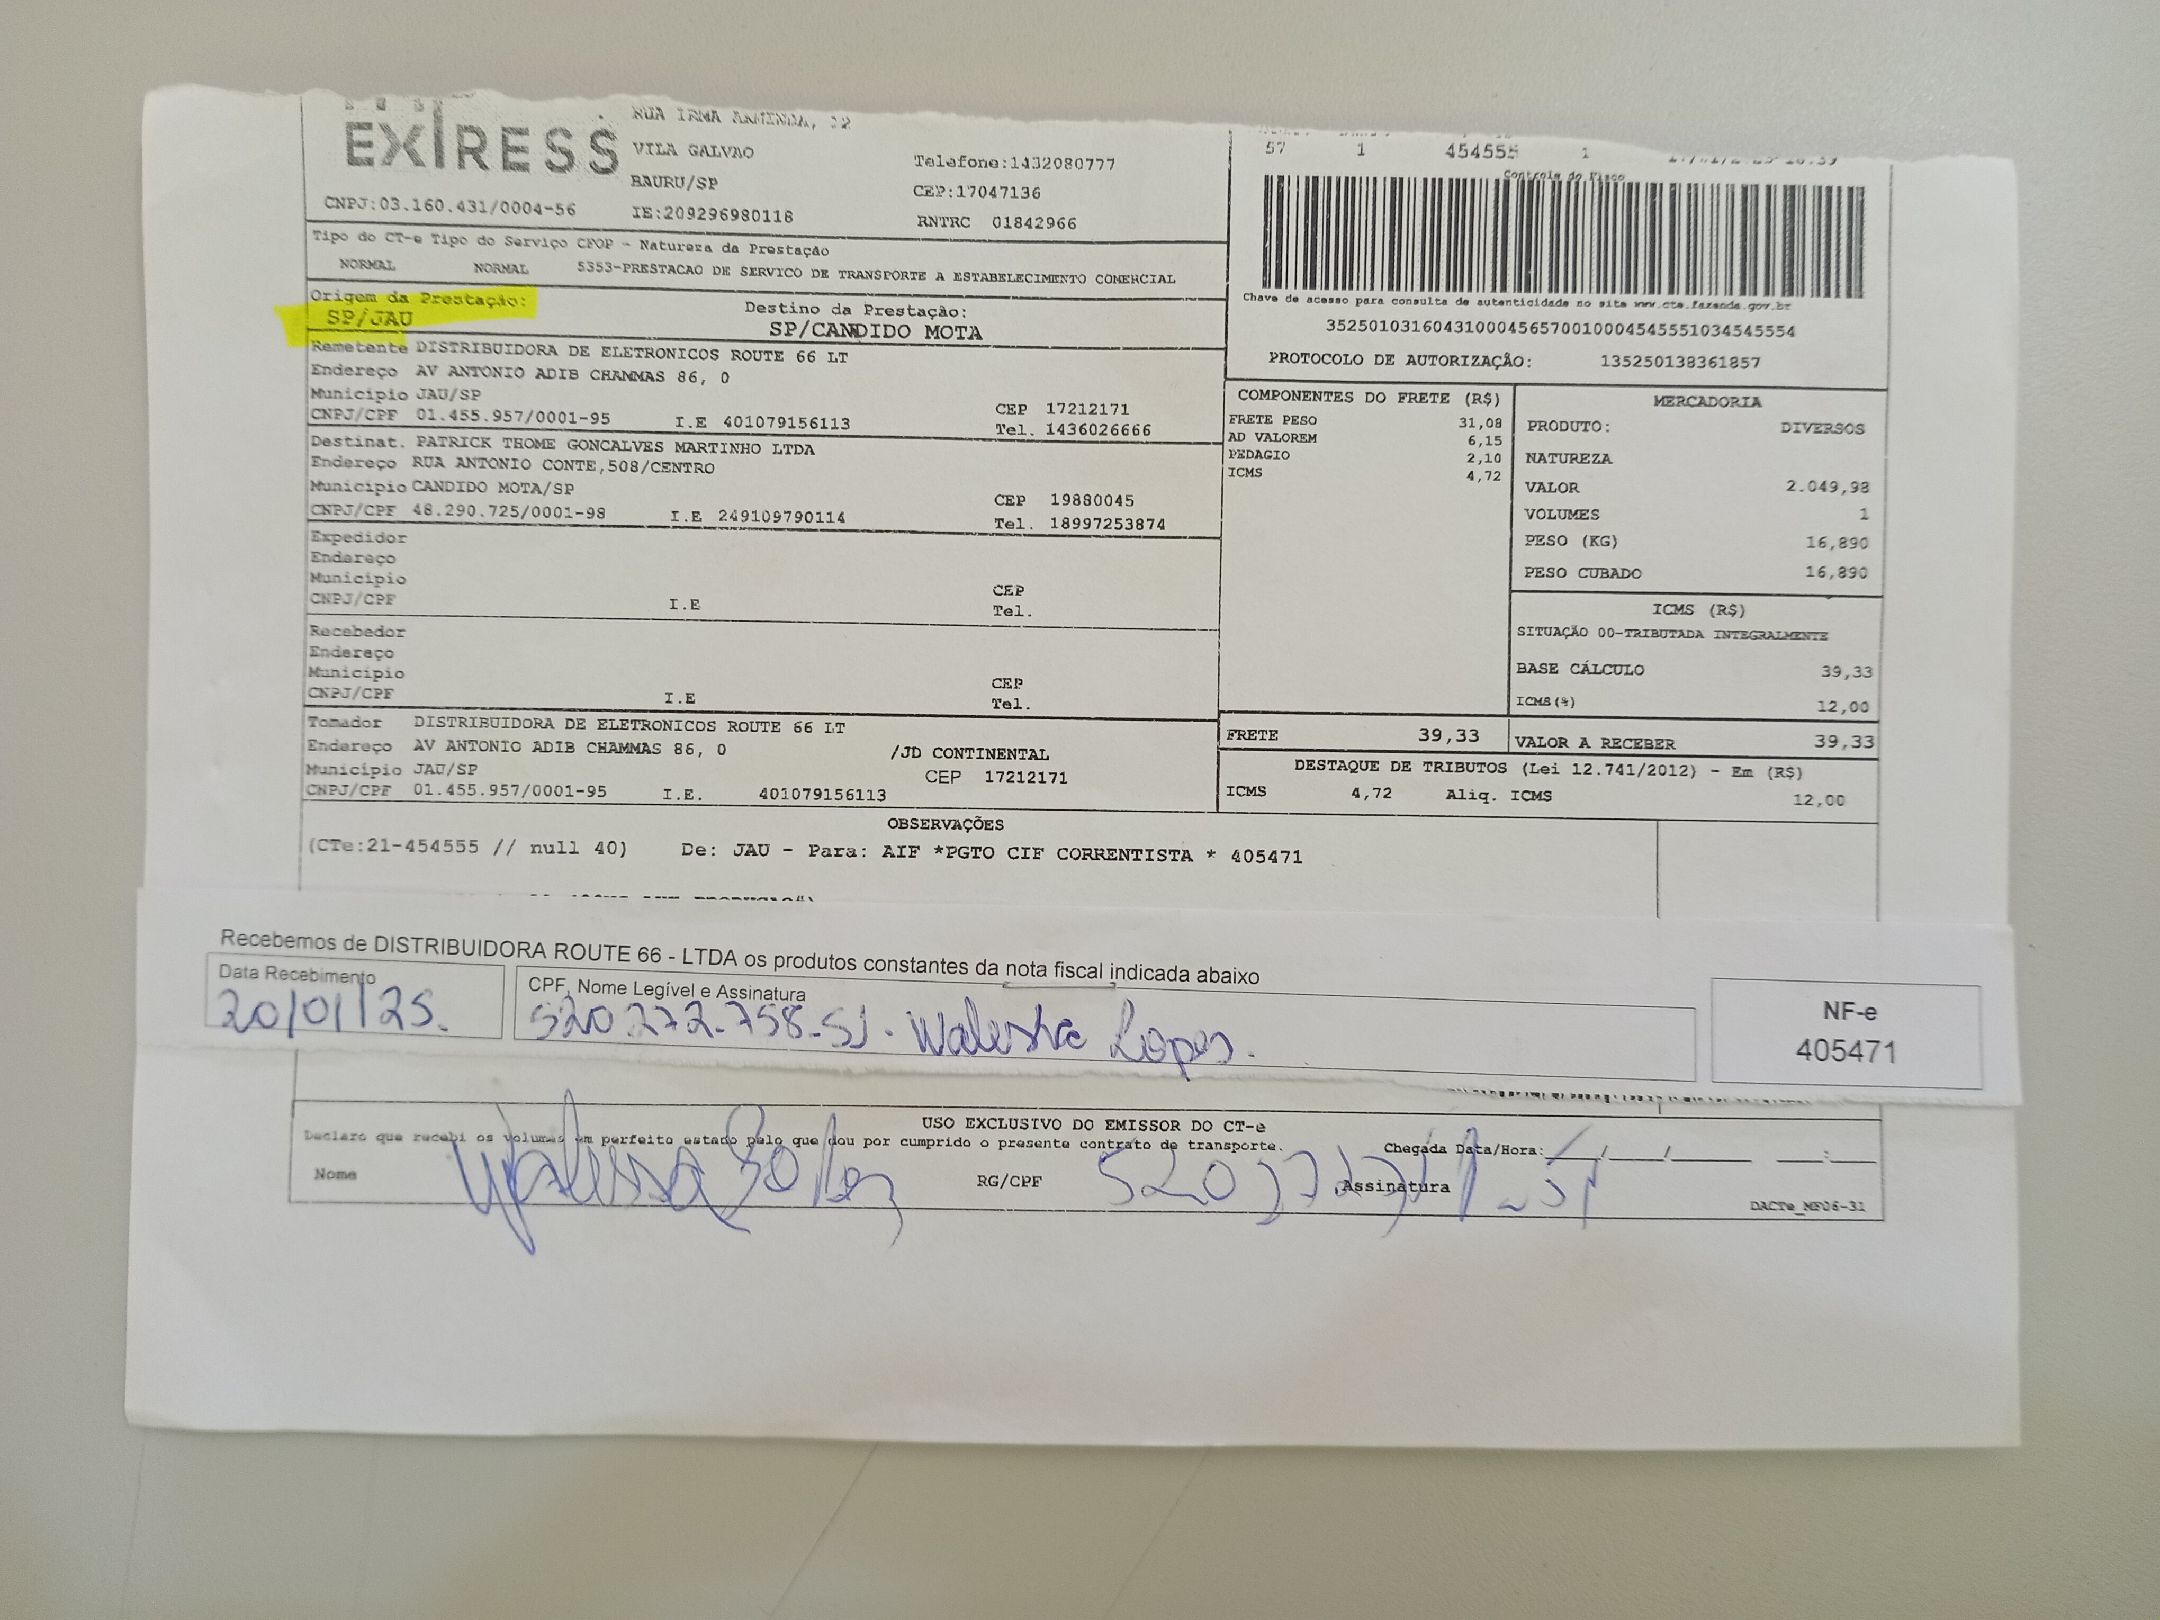 EXPRESS
RUA IRMA ARMINDA, 12
VILA GALVAO
BAURU/SP
Telefone:1432080777
CEP:17047136
CNPJ:03.160.431/0004-56 IE:209296980118 RNTRC 01842966
57 1 454555 1
Controle do Fisco
Tipo do CT-e Tipo do Serviço CFOP - Natureza da Prestação
NORMAL NORMAL 5353-PRESTACAO DE SERVICO DE TRANSPORTE A ESTABELECIMENTO COMERCIAL
Chave de acesso para consulta de autenticidade no site www.cte.fazenda.gov.br
35250103160431000456570010004545551034545554
PROTOCOLO DE AUTORIZAÇÃO: 135250138361857
Origem da Prestação: Destino da Prestação:
SP/JAU SP/CANDIDO MOTA
Remetente DISTRIBUIDORA DE ELETRONICOS ROUTE 66 LT
Endereço AV ANTONIO ADIB CHAMMAS 86, 0
Município JAU/SP CEP 17212171
CNPJ/CPF 01.455.957/0001-95 I.E 401079156113 Tel. 1436026666
Destinat. PATRICK THOME GONCALVES MARTINHO LTDA
Endereço RUA ANTONIO CONTE,508/CENTRO
Município CANDIDO MOTA/SP CEP 19880045
CNPJ/CPF 48.290.725/0001-98 I.E 249109790114 Tel. 18997253874
Expedidor
Endereço
Município CEP
CNPJ/CPF I.E Tel.
Recebedor
Endereço
Município CEP
CNPJ/CPF I.E Tel.
Tomador DISTRIBUIDORA DE ELETRONICOS ROUTE 66 LT
Endereço AV ANTONIO ADIB CHAMMAS 86, 0 /JD CONTINENTAL
Município JAU/SP CEP 17212171
CNPJ/CPF 01.455.957/0001-95 I.E. 401079156113
COMPONENTES DO FRETE (R$)
FRETE PESO 31,08
AD VALOREM 6,15
PEDAGIO 2,10
ICMS 4,72
MERCADORIA
PRODUTO: DIVERSOS
NATUREZA
VALOR 2.049,98
VOLUMES 1
PESO (KG) 16,890
PESO CUBADO 16,890
ICMS (R$)
SITUAÇÃO 00-TRIBUTADA INTEGRALMENTE
BASE CÁLCULO 39,33
ICMS(%) 12,00
FRETE 39,33 VALOR A RECEBER 39,33
DESTAQUE DE TRIBUTOS (Lei 12.741/2012) - Em (R$)
ICMS 4,72 Aliq. ICMS 12,00
OBSERVAÇÕES
(CTe:21-454555 // null 40) De: JAU - Para: AIF *PGTO CIF CORRENTISTA * 405471
Recebemos de DISTRIBUIDORA ROUTE 66 - LTDA os produtos constantes da nota fiscal indicada abaixo
Data Recebimento CPF, Nome Legível e Assinatura
20/01/25. 520 272.758-51. Lopes.
NF-e
405471
USO EXCLUSIVO DO EMISSOR DO CT-e
Declaro que recebi os volumes em perfeito estado pelo que dou por cumprido o presente contrato de transporte. Chegada Data/Hora:___/___/___ ___:___
Nome RG/CPF Assinatura
DACTe_MF06-31